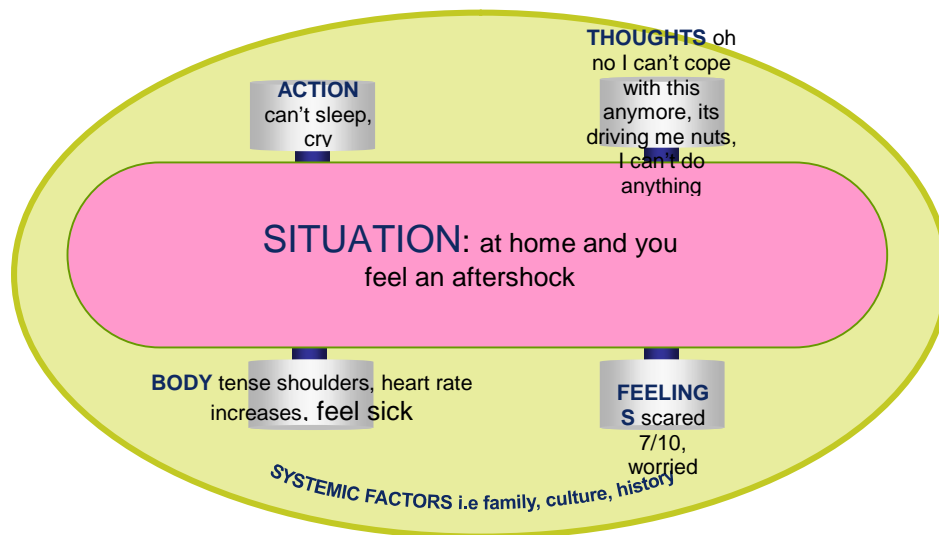 THOUGHTS oh
no I can't cope
with this
anymore, its
driving me nuts,
I can't do
anything
ACTION
can't sleep,
cry
SITUATION: at home and you
feel an aftershock
BODY tense shoulders, heart rate
increases, feel sick
FEELING
S scared
7/10,
worried
SYSTEMIC FACTORS i.e family, culture, history